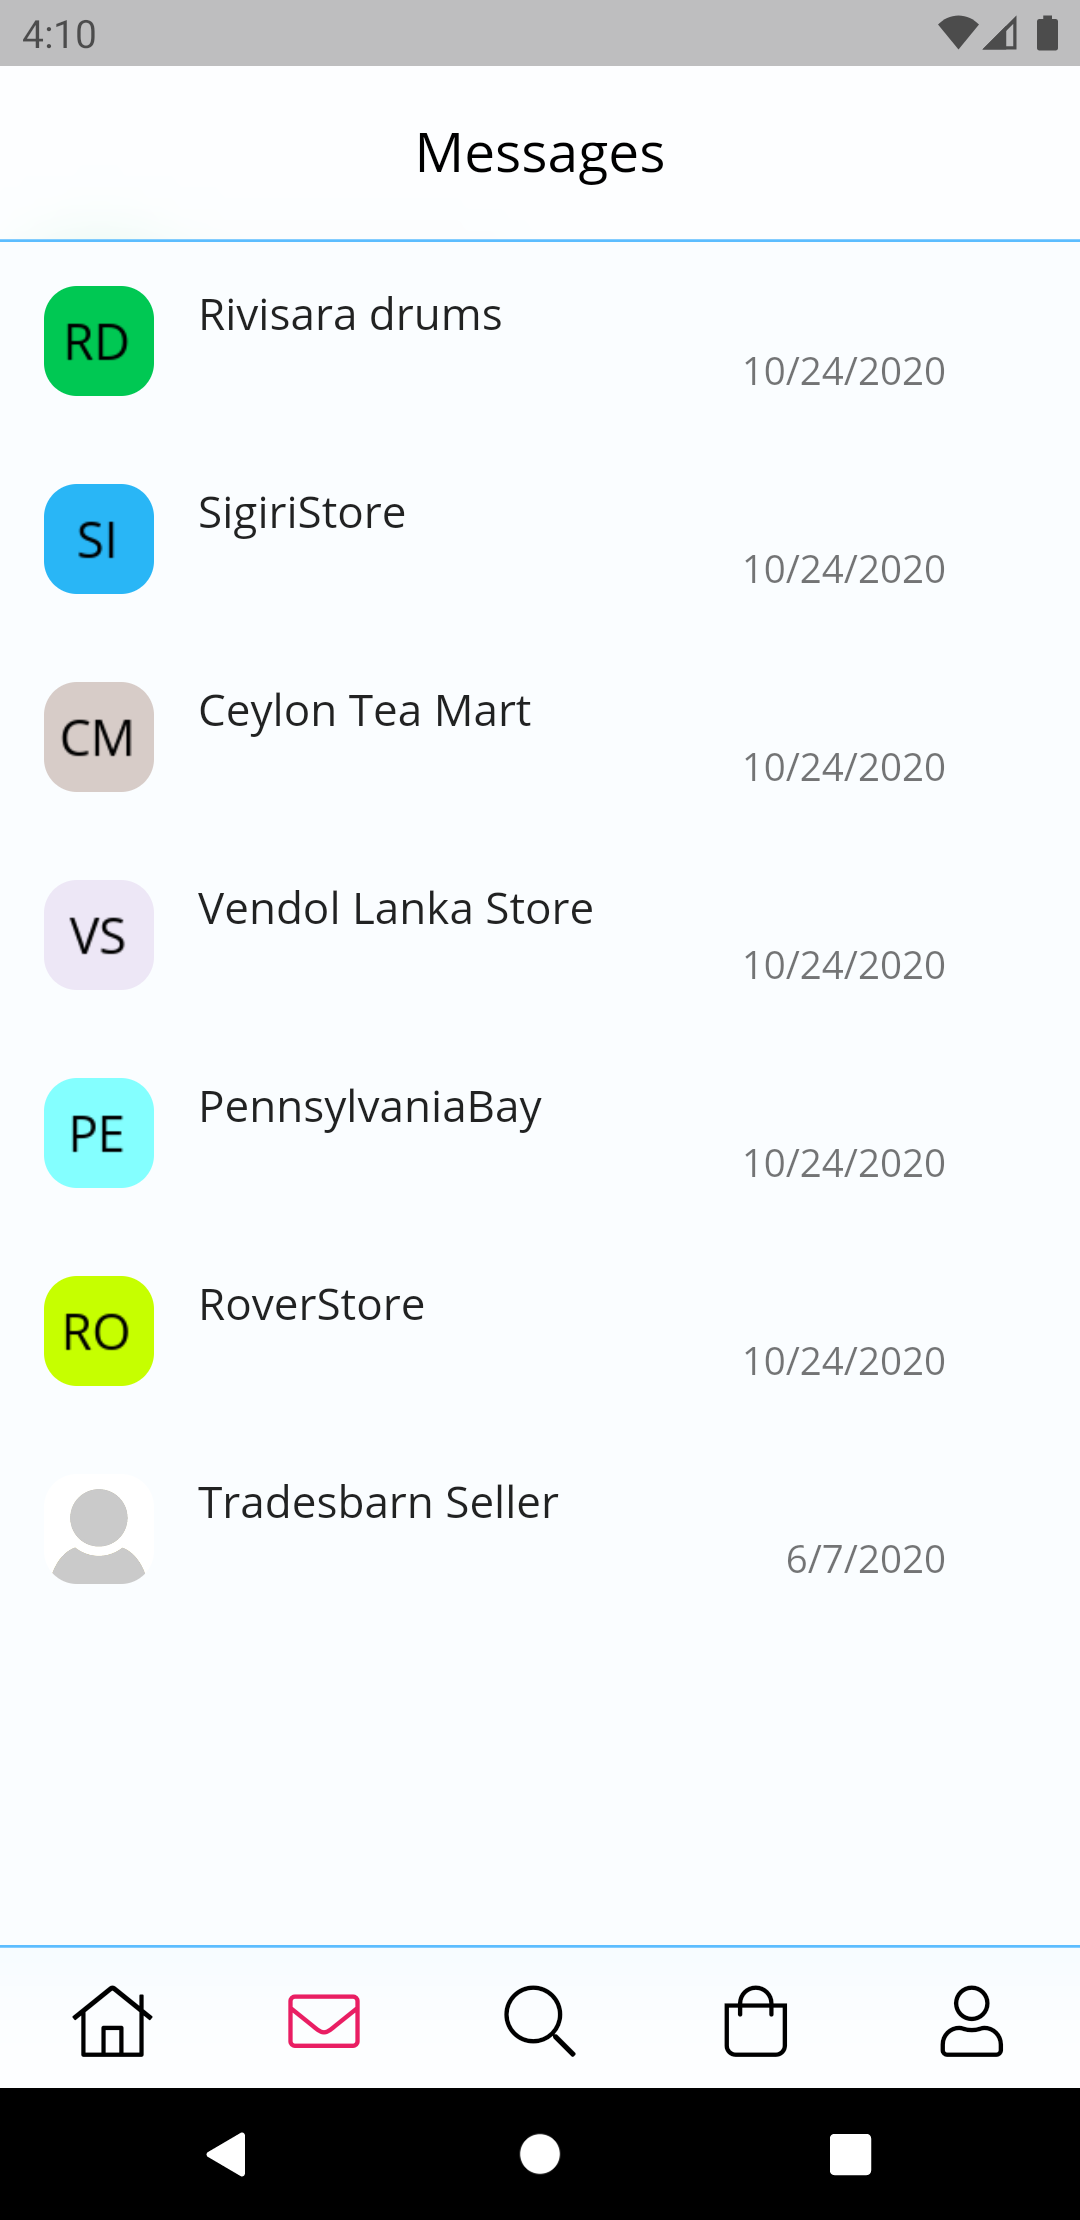 4:10
Messages
RD
Rivisara drums
10/24/2020
SI
SigiriStore
10/24/2020
CM
Ceylon Tea Mart
10/24/2020
VS
Vendol Lanka Store
10/24/2020
PE
PennsylvaniaBay
10/24/2020
RO
RoverStore
10/24/2020
Tradesbarn Seller
6/7/2020